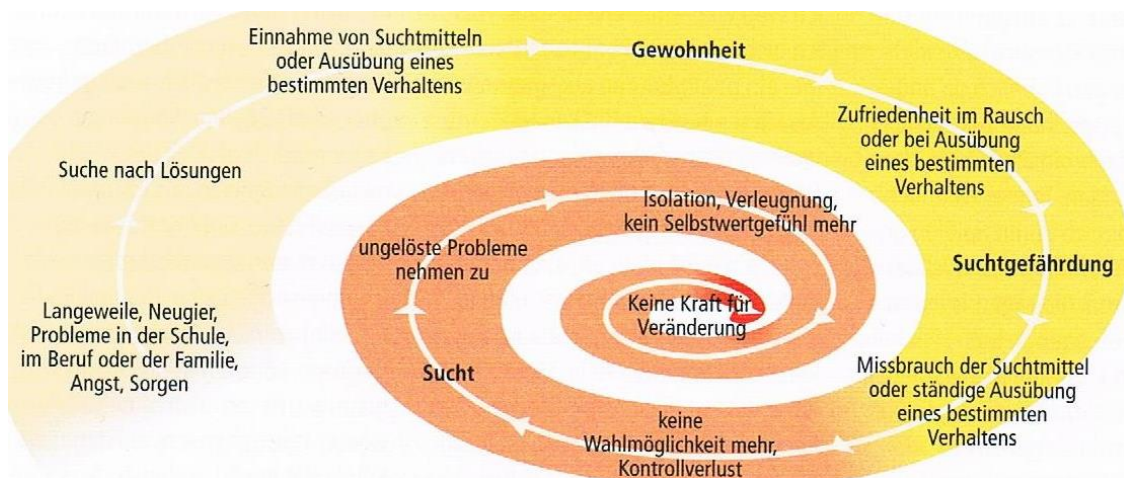 Langeweile, Neugier,
Probleme in der Schule,
im Beruf oder der Familie,
Angst, Sorgen
Suche nach Lösungen
Einnahme von Suchtmitteln
oder Ausübung eines
bestimmten Verhaltens
Gewohnheit
Zufriedenheit im Rausch
oder bei Ausübung
eines bestimmten
Verhaltens
Suchtgefährdung
Missbrauch der Suchtmittel
oder ständige Ausübung
eines bestimmten
Verhaltens
keine
Wahlmöglichkeit mehr,
Kontrollverlust
Sucht
ungelöste Probleme
nehmen zu
Isolation, Verleugnung,
kein Selbstwertgefühl mehr
Keine Kraft für
Veränderung